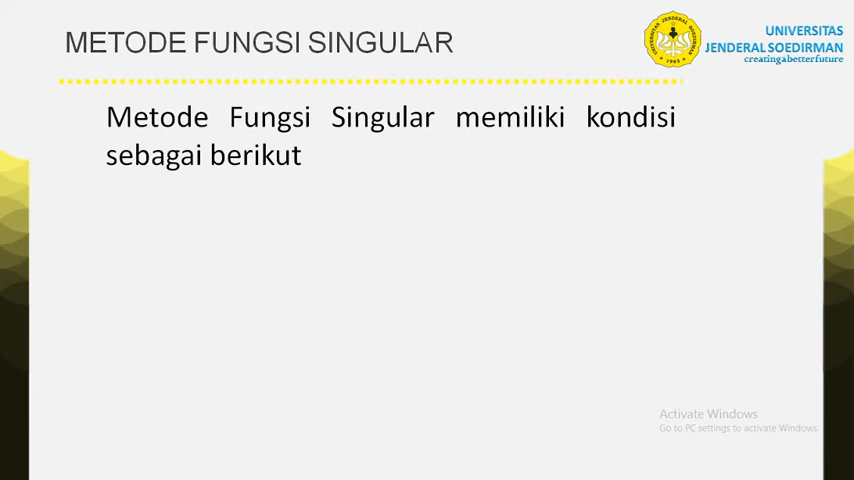 METODE FUNGSI SINGULAR
UNIVERSITAS
JENDERAL SOEDIRMAN
creatingabetterfuture
Metode Fungsi Singular memiliki kondisi
sebagai berikut
Activate Windows
Go to PC settings to activate Windows.